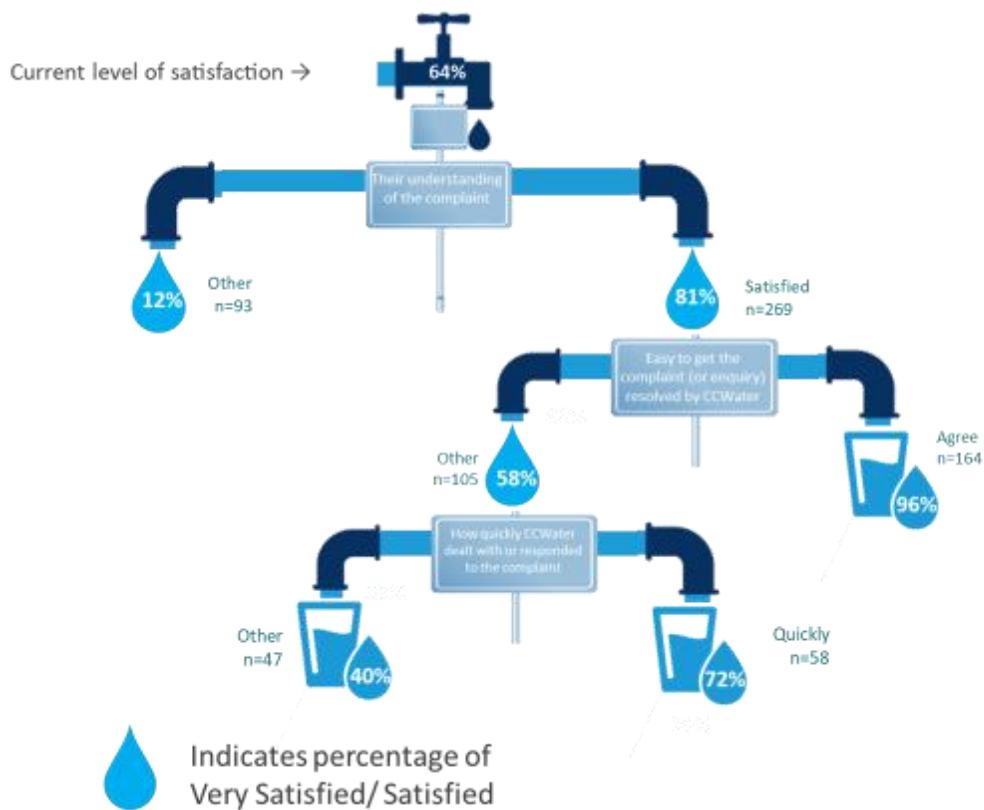 Current level of satisfaction →
64%
Their understanding
of the complaint
12%
Other
n=93
81%
Satisfied
n=269
Easy to get the
complaint (or enquiry)
resolved by CCWater
Other
n=105
58%
Agree
n=164
96%
How quickly CCWater
dealt with or responded
to the complaint
Other
n=47
40%
Quickly
n=58
72%
Indicates percentage of
Very Satisfied/ Satisfied